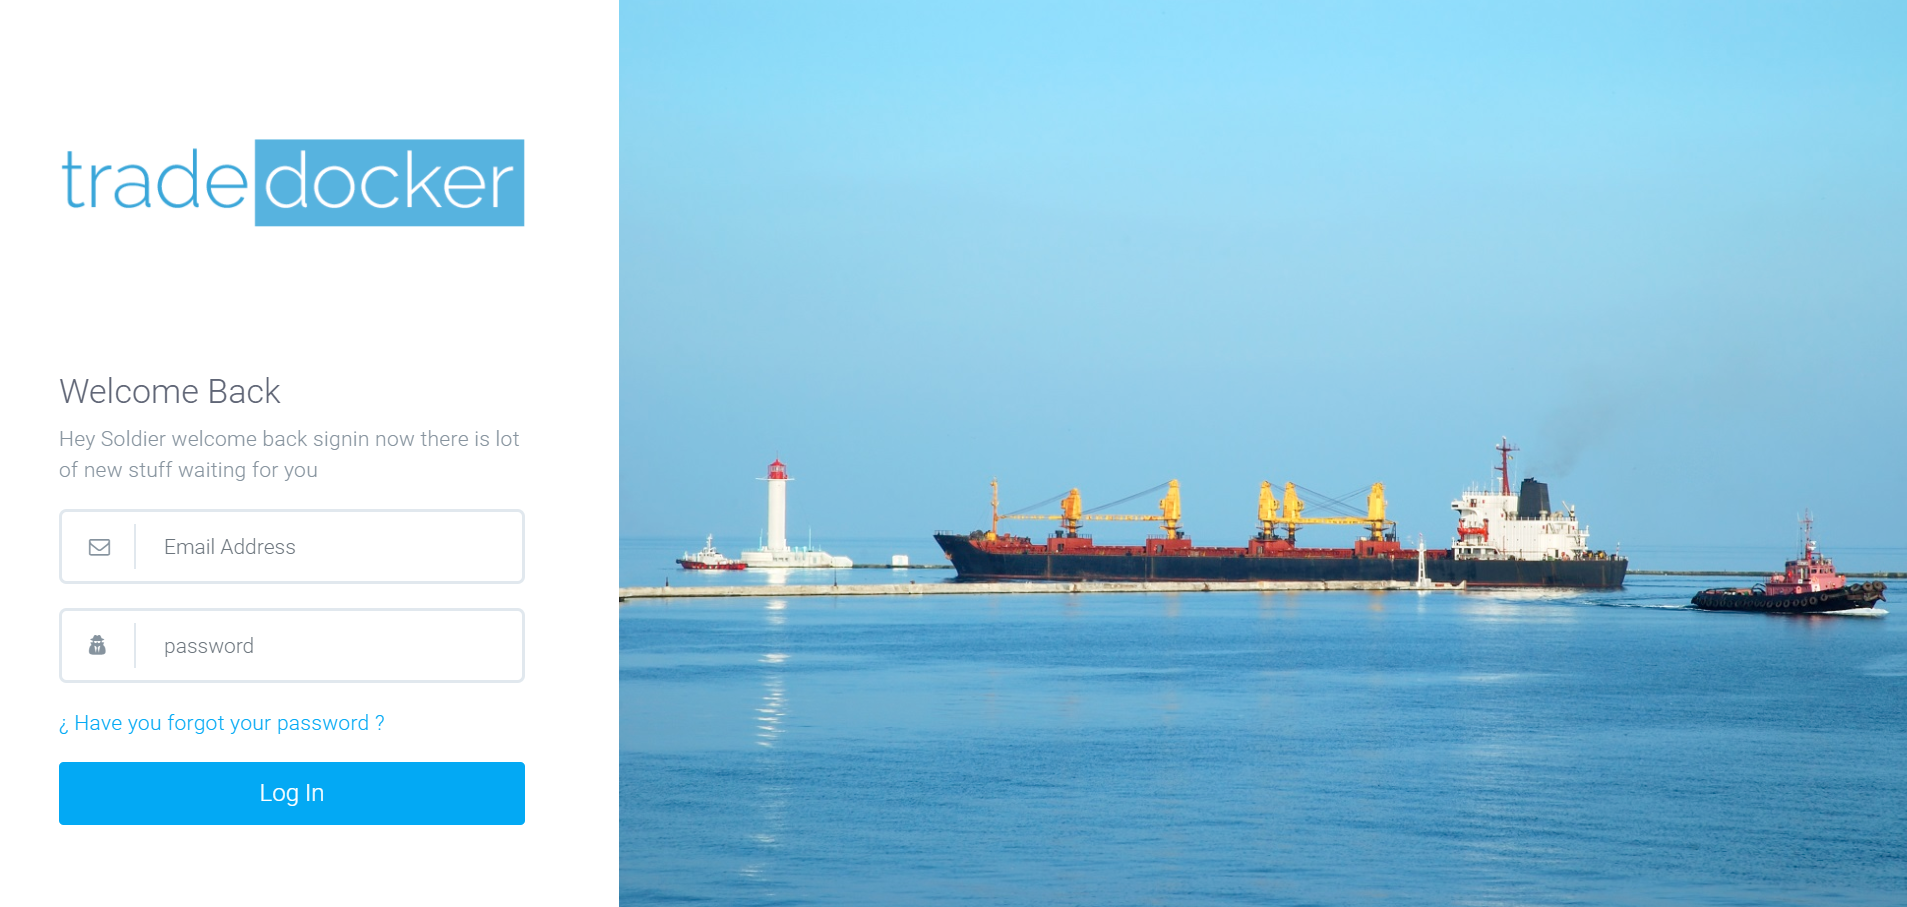 tradedocker
Welcome Back
Hey Soldier welcome back signin now there is lot
of new stuff waiting for you
Email Address
password
¿ Have you forgot your password ?
Log In